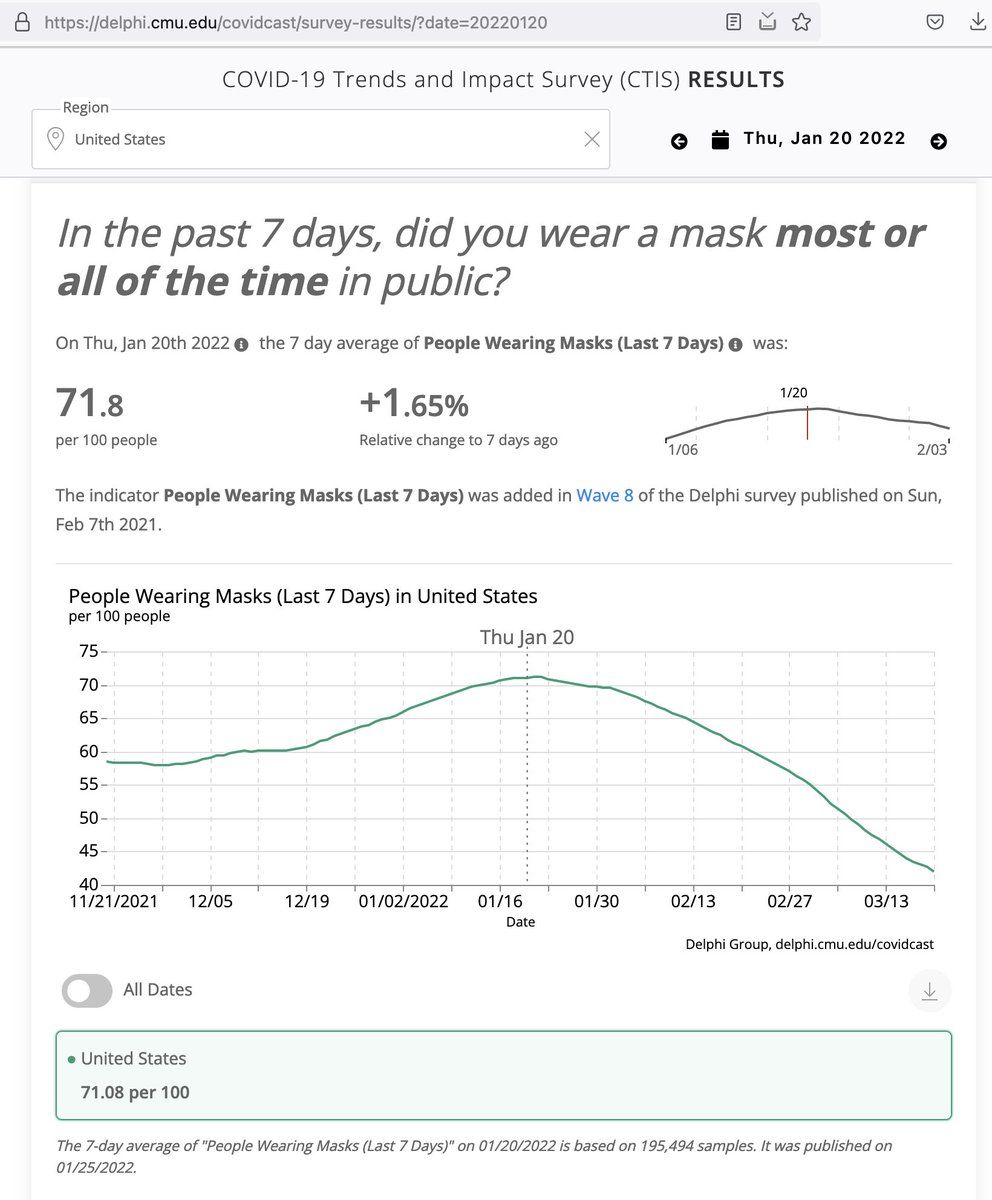 https://delphi.cmu.edu/covidcast/survey-results/?date=20220120
COVID-19 Trends and Impact Survey (CTIS) RESULTS
Region
United States
Thu, Jan 20 2022
In the past 7 days, did you wear a mask most or
all of the time in public?
On Thu, Jan 20th 2022 i the 7 day average of People Wearing Masks (Last 7 Days) i was:
71.8
per 100 people
+1.65%
Relative change to 7 days ago
1/20
1/06
2/03
The indicator People Wearing Masks (Last 7 Days) was added in Wave 8 of the Delphi survey published on Sun,
Feb 7th 2021.
People Wearing Masks (Last 7 Days) in United States
per 100 people
Thu Jan 20
75
70
65
60
55
50
45
40
11/21/2021 12/05 12/19 01/02/2022 01/16 01/30 02/13 02/27 03/13
Date
Delphi Group, delphi.cmu.edu/covidcast
All Dates
United States
71.08 per 100
The 7-day average of "People Wearing Masks (Last 7 Days)" on 01/20/2022 is based on 195,494 samples. It was published on
01/25/2022.